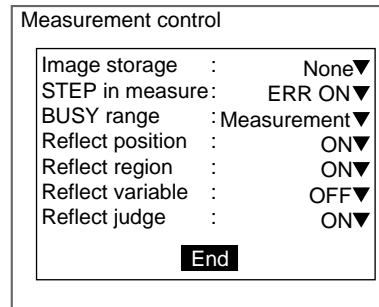 Measurement control
Image storage : None▼
STEP in measure: ERR ON▼
BUSY range : Measurement▼
Reflect position : ON▼
Reflect region : ON▼
Reflect variable : OFF▼
Reflect judge : ON▼
End